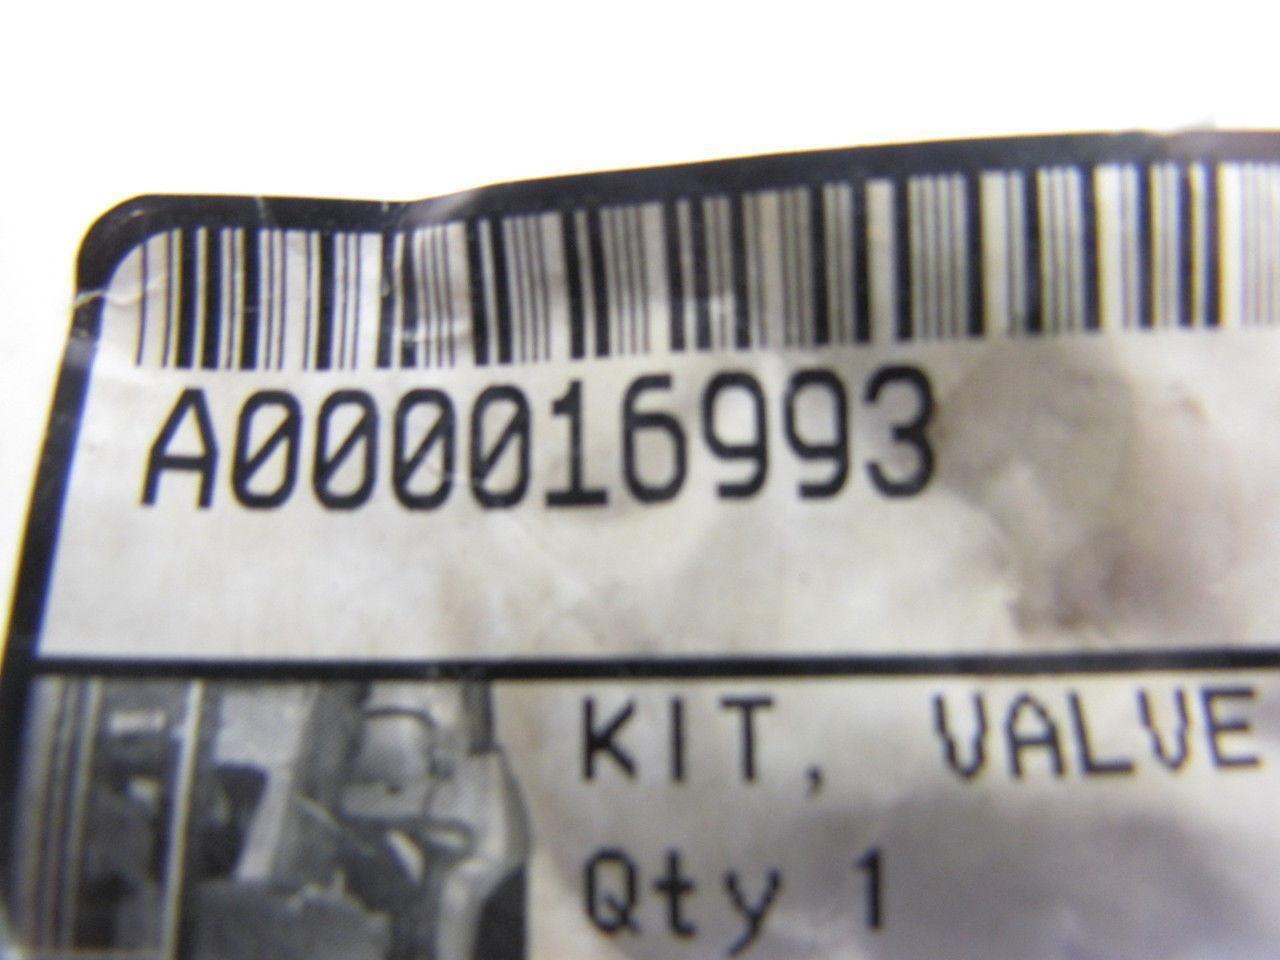 A000016993
KIT, VALVE
Qty 1